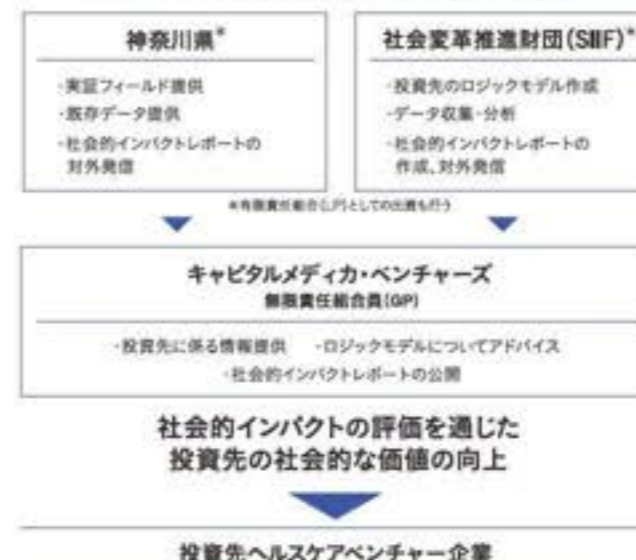 神奈川県*
・実証フィールド提供
・既存データ提供
・社会的インパクトレポートの
対外発信
社会変革推進財団(SIIF)*
・投資先のロジックモデル作成
・データ収集・分析
・社会的インパクトレポートの
作成、対外発信
*有限責任組合(LP)としての出資も行う
キャピタルメディカ・ベンチャーズ
無限責任組合員(GP)
・投資先に係る情報提供 ・ロジックモデルについてアドバイス
・社会的インパクトレポートの公開
社会的インパクトの評価を通じた
投資先の社会的な価値の向上
投資先ヘルスケアベンチャー企業